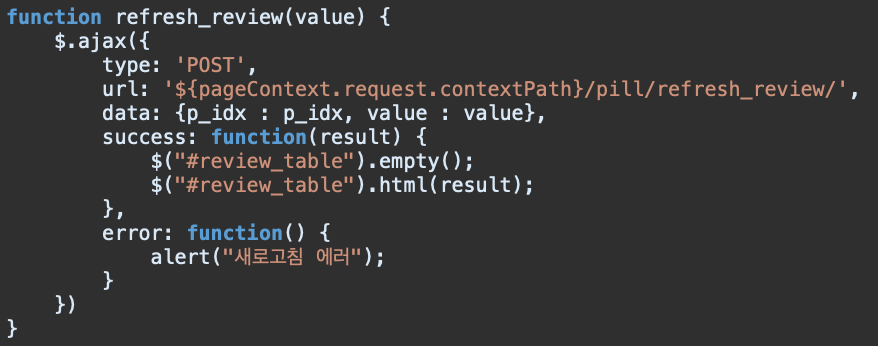 function refresh_review(value) {
    $.ajax({
        type: 'POST',
        url: '${pageContext.request.contextPath}/pill/refresh_review/',
        data: {p_idx : p_idx, value : value},
        success: function(result) {
            $("#review_table").empty();
            $("#review_table").html(result);
        },
        error: function() {
            alert("새로고침 에러");
        }
    })
}